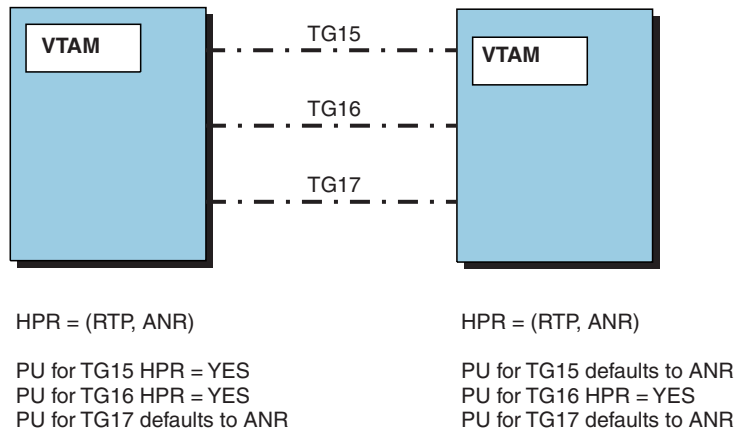 VTAM
TG15
VTAM
TG16
TG17
HPR = (RTP, ANR)
PU for TG15 HPR = YES
PU for TG16 HPR = YES
PU for TG17 defaults to ANR
HPR = (RTP, ANR)
PU for TG15 defaults to ANR
PU for TG16 HPR = YES
PU for TG17 defaults to ANR